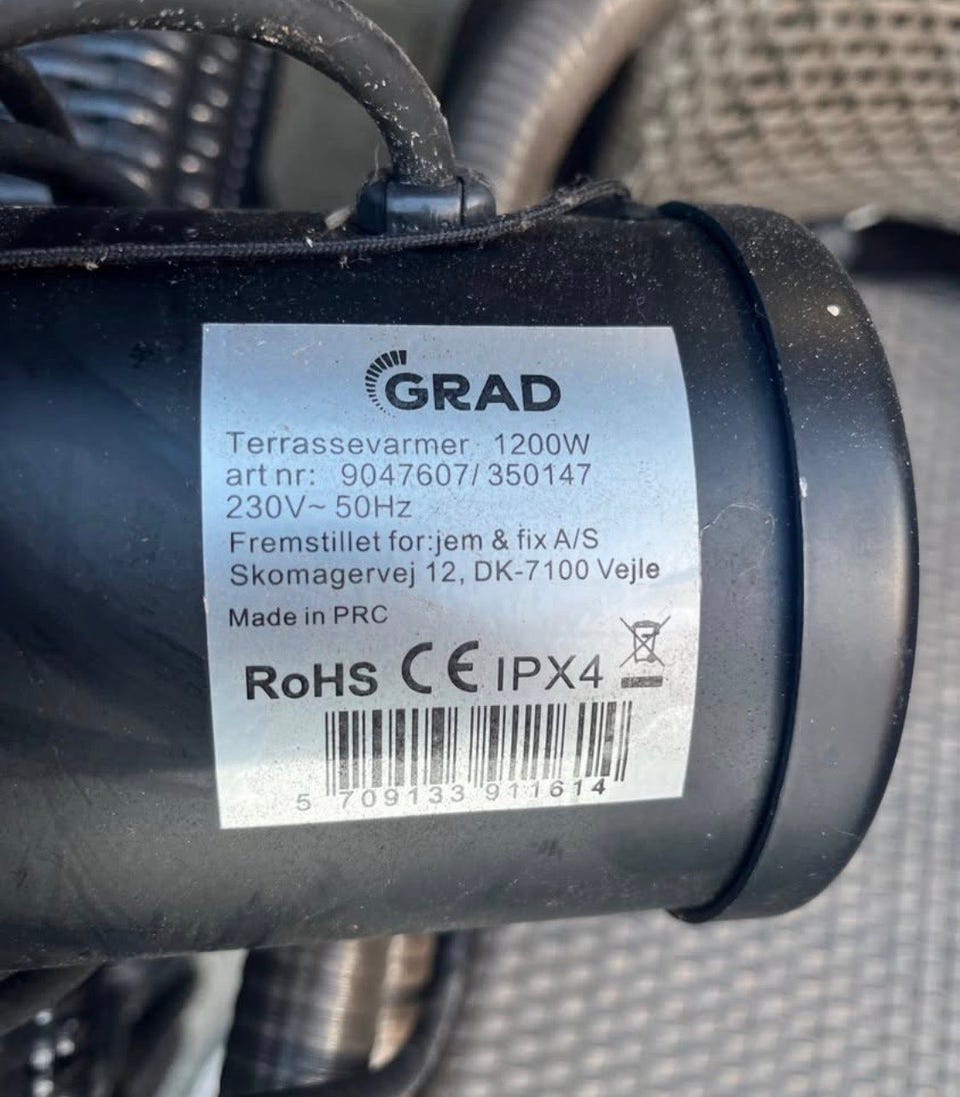 GRAD
Terrassevarmer 1200W
art nr: 9047607/350147
230V~ 50Hz
Fremstillet for:jem & fix A/S
Skomagervej 12, DK-7100 Vejle
Made in PRC
RoHS CE IPX4
5 709133 911614